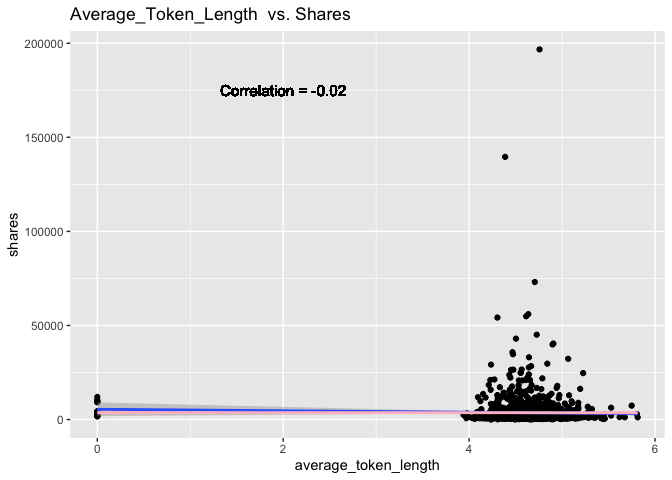 Average_Token_Length  vs. Shares
200000
Correlation = -0.02
150000
shares
100000
50000
0
0 2 4 6
average_token_length